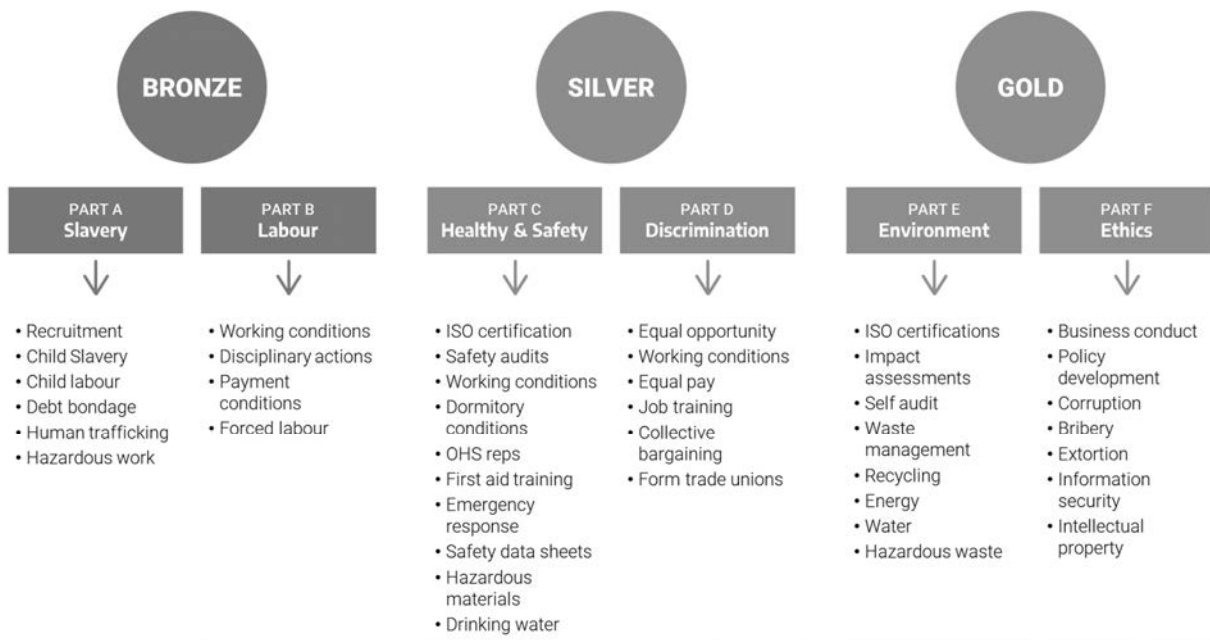 BRONZE
PART A
Slavery
• Recruitment
• Child Slavery
• Child labour
• Debt bondage
• Human trafficking
• Hazardous work
PART B
Labour
• Working conditions
• Disciplinary actions
• Payment
conditions
• Forced labour
SILVER
PART C
Healthy & Safety
• ISO certification
• Safety audits
• Working conditions
• Dormitory
conditions
• OHS reps
• First aid training
• Emergency
response
• Safety data sheets
• Hazardous
materials
• Drinking water
PART D
Discrimination
• Equal opportunity
• Working conditions
• Equal pay
• Job training
• Collective
bargaining
• Form trade unions
GOLD
PART E
Environment
• ISO certifications
• Impact
assessments
• Self audit
• Waste
management
• Recycling
• Energy
• Water
• Hazardous waste
PART F
Ethics
• Business conduct
• Policy
development
• Corruption
• Bribery
• Extortion
• Information
security
• Intellectual
property